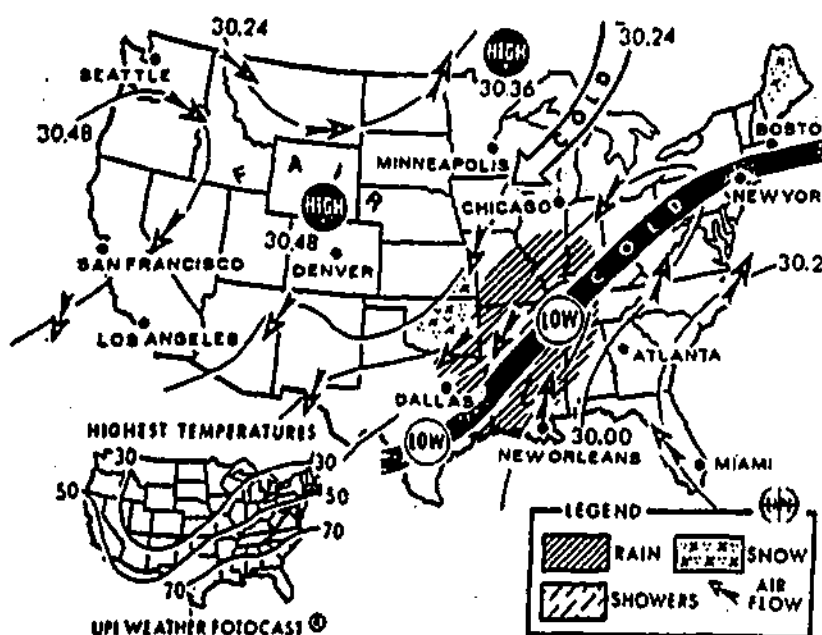 30.24
HIGH
30.36
30.24
SEATTLE
30.48
COLD
BOSTO
MINNEAPOLIS
F A I R
NEW YOR
CHICAGO
HIGH
30.48
DENVER
COLD
SAN FRANCISCO
30.2
LOW
LOS ANGELES
ATLANTA
DALLAS
LOW
30.00
NEW ORLEANS
MIAMI
HIGHEST TEMPERATURES
30
30
50
50
70
70
LEGEND
RAIN
SNOW
SHOWERS
AIR
FLOW
UPI WEATHER FOTOCAST ©